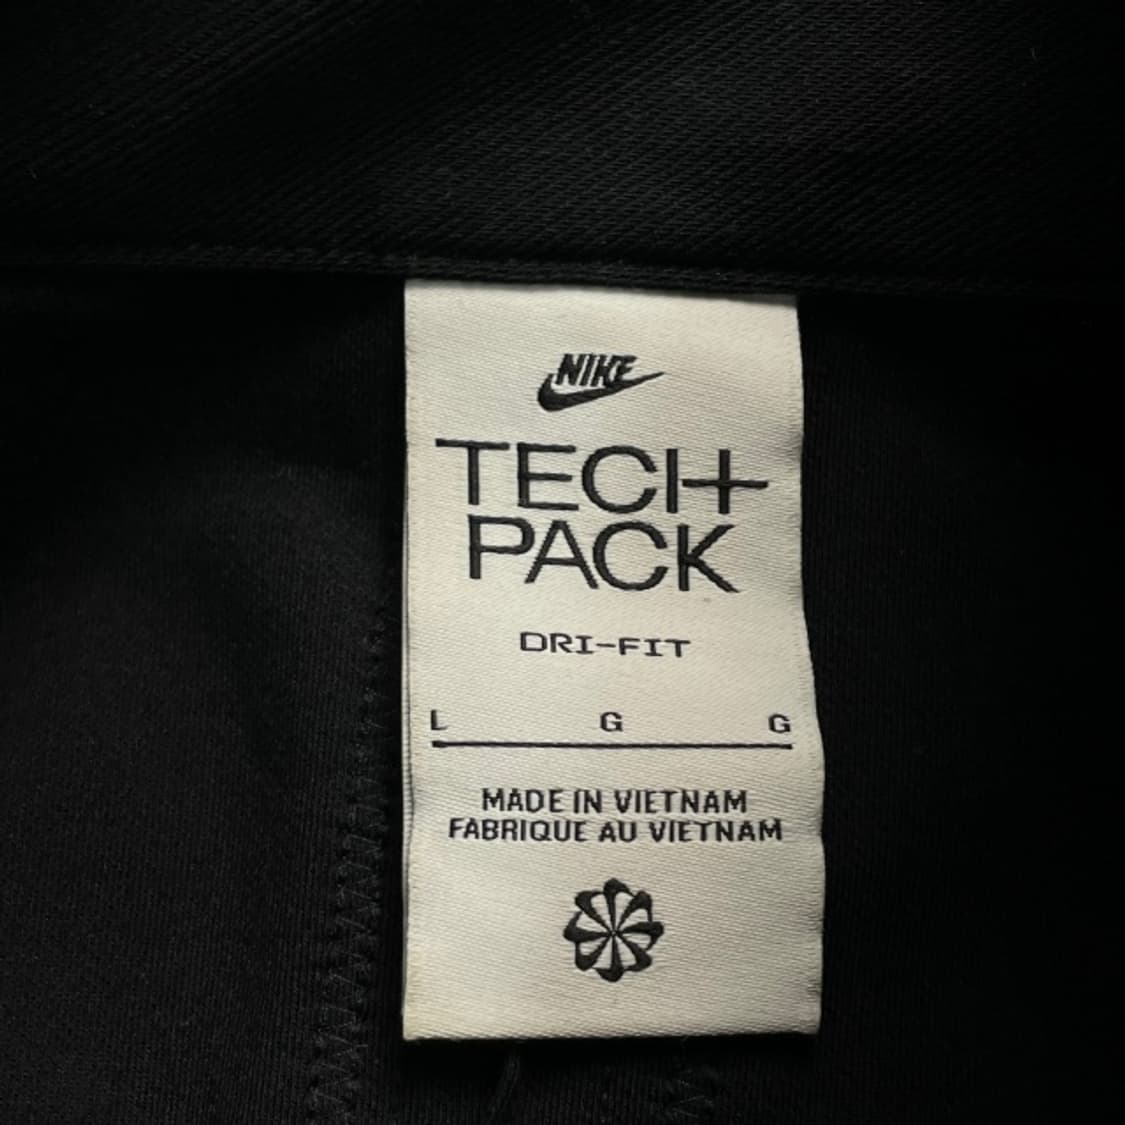 NIKE
TECH
PACK
DRI-FIT
L G G
MADE IN VIETNAM
FABRIQUE AU VIETNAM